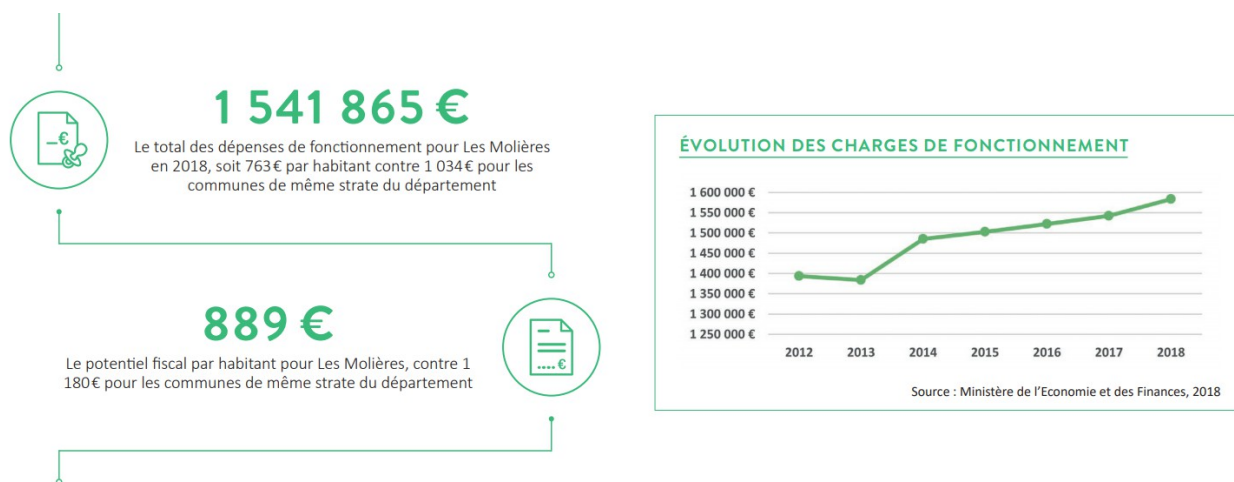 1 541 865 €
Le total des dépenses de fonctionnement pour Les Molières
en 2018, soit 763 € par habitant contre 1 034 € pour les
communes de même strate du département
889 €
Le potentiel fiscal par habitant pour Les Molières, contre 1
180 € pour les communes de même strate du département
–€
.... €
ÉVOLUTION DES CHARGES DE FONCTIONNEMENT
1 600 000 €
1 550 000 €
1 500 000 €
1 450 000 €
1 400 000 €
1 350 000 €
1 300 000 €
1 250 000 €
2012 2013 2014 2015 2016 2017 2018
Source : Ministère de l'Economie et des Finances, 2018